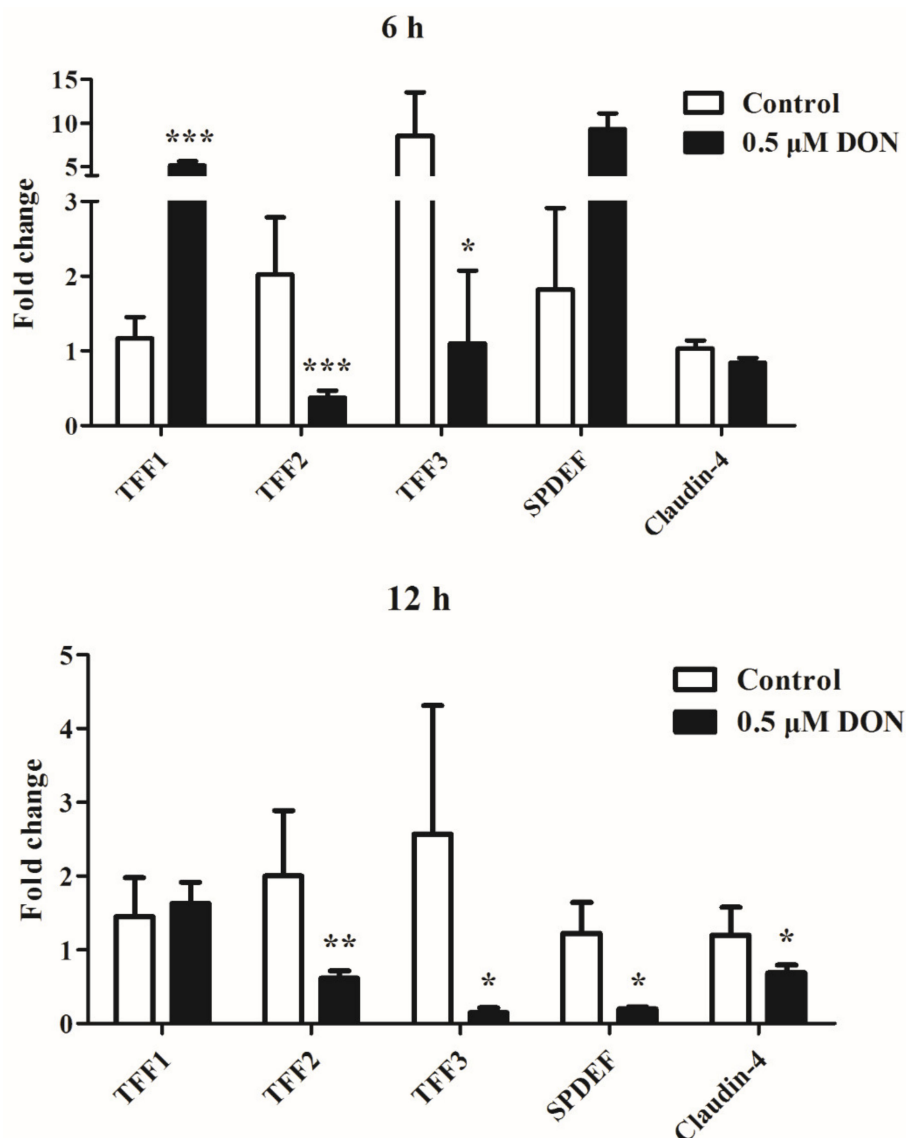 6 h
Fold change
15
10
5
3
2
1
0
***
***
*
Control
0.5 µM DON
TFF1
TFF2
TFF3
SPDEF
Claudin-4
12 h
Fold change
5
4
3
2
1
0
**
*
*
*
Control
0.5 µM DON
TFF1
TFF2
TFF3
SPDEF
Claudin-4